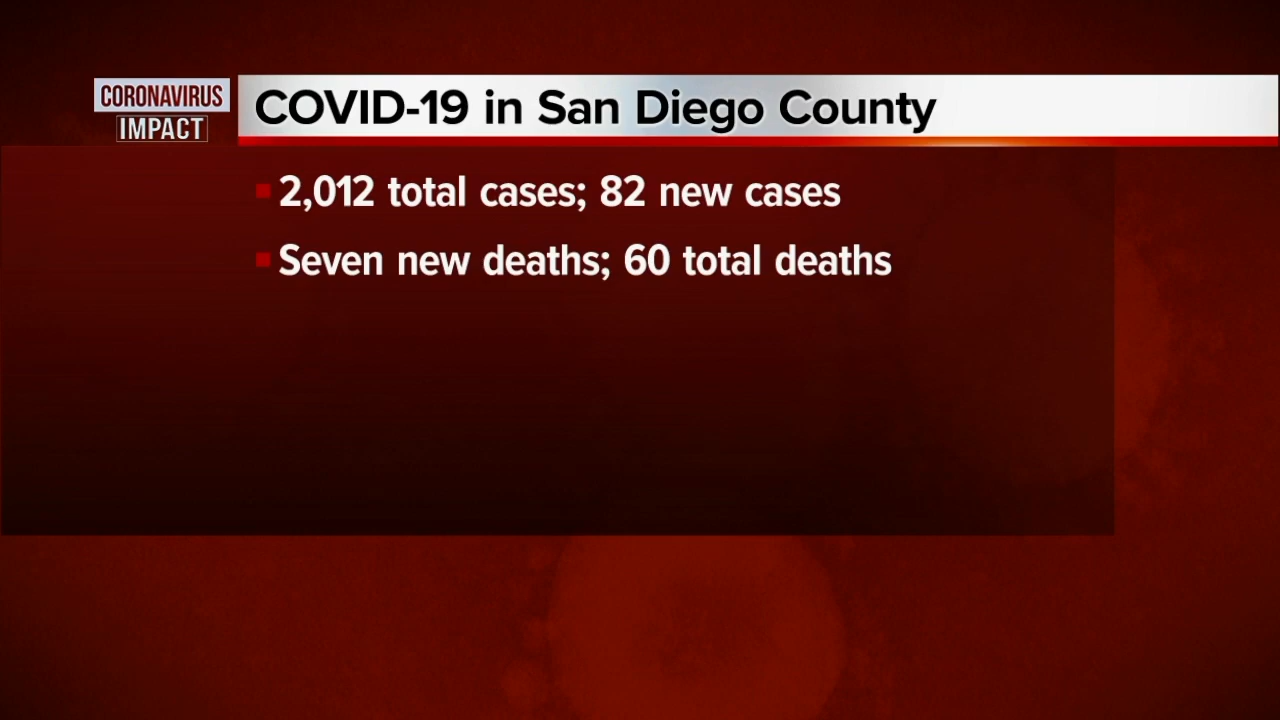 CORONAVIRUS
IMPACT
COVID-19 in San Diego County
2,012 total cases; 82 new cases
Seven new deaths; 60 total deaths